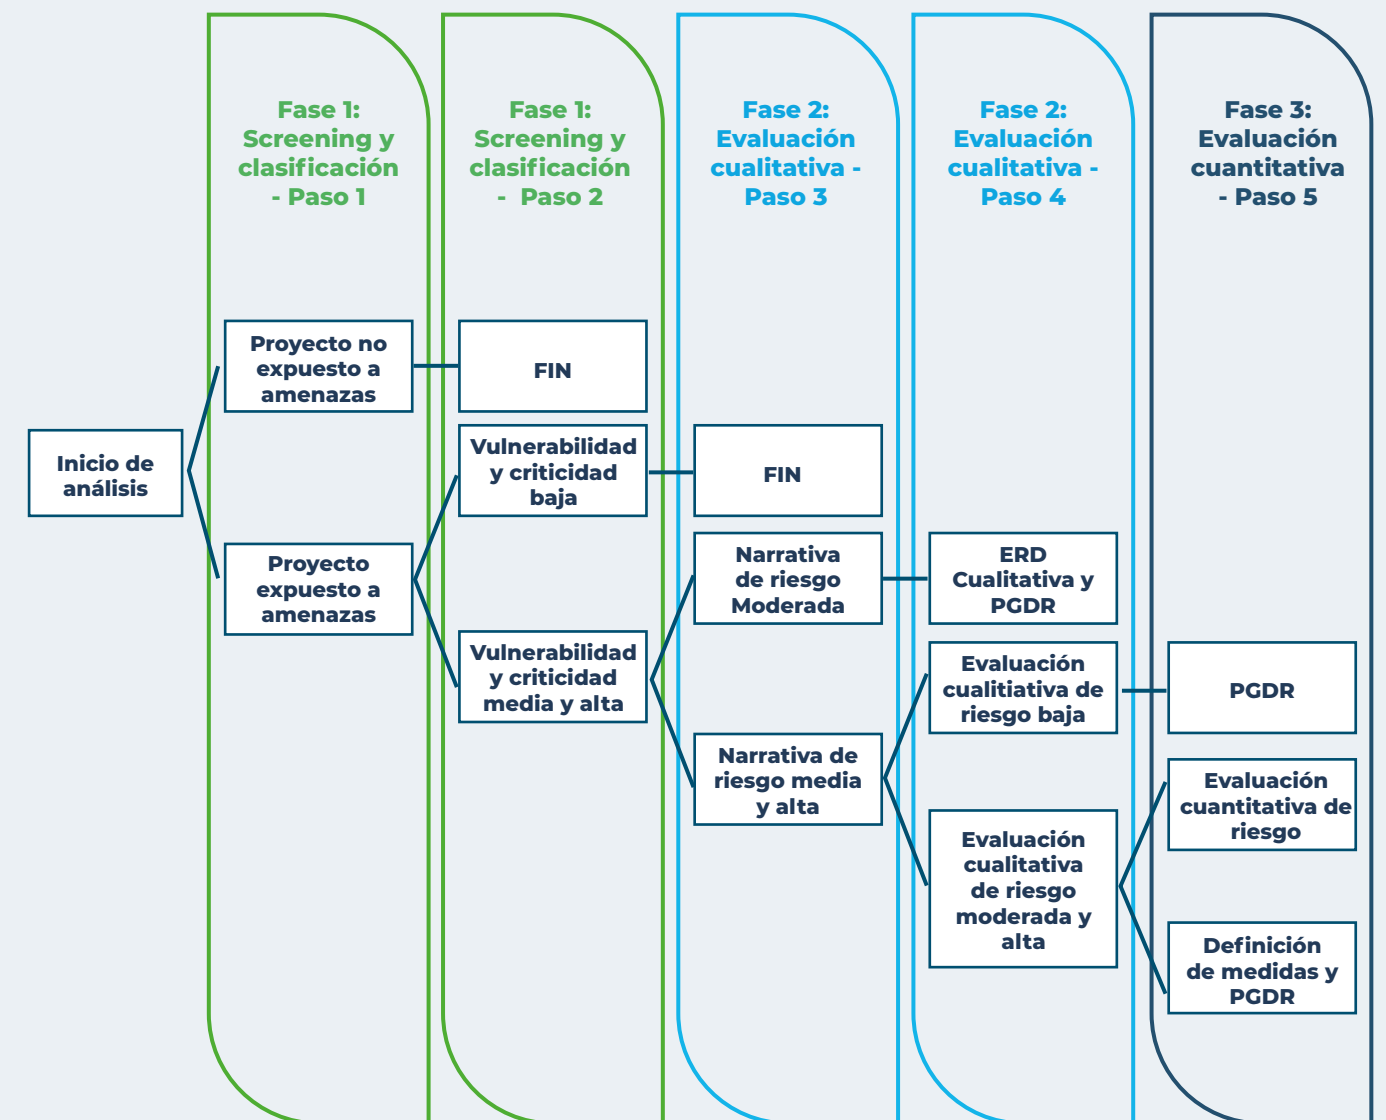 Fase 1:
Screening y
clasificación
- Paso 1
Fase 1:
Screening y
clasificación
- Paso 2
Fase 2:
Evaluación
cualitativa -
Paso 3
Fase 2:
Evaluación
cualitativa -
Paso 4
Fase 3:
Evaluación
cuantitativa
- Paso 5
Inicio de
análisis
Proyecto no
expuesto a
amenazas
Proyecto
expuesto a
amenazas
FIN
Vulnerabilidad
y criticidad
baja
Vulnerabilidad
y criticidad
media y alta
FIN
Narrativa
de riesgo
Moderada
Narrativa de
riesgo media
y alta
ERD
Cualitativa y
PGDR
Evaluación
cualitiativa de
riesgo baja
Evaluación
cualitativa
de riesgo
moderada y
alta
PGDR
Evaluación
cuantitativa de
riesgo
Definición
de medidas y
PGDR